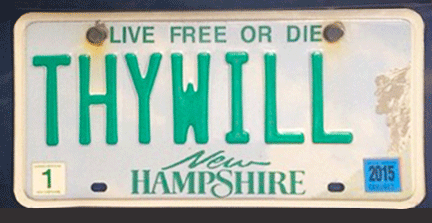 LIVE FREE OR DIE
THYWILL
1
2015
New
HAMPSHIRE